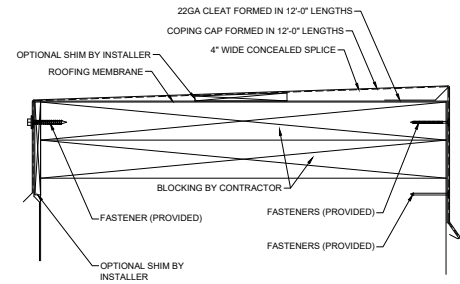 22GA CLEAT FORMED IN 12'-0" LENGTHS
COPING CAP FORMED IN 12'-0" LENGTHS
4" WIDE CONCEALED SPLICE
OPTIONAL SHIM BY INSTALLER
ROOFING MEMBRANE
BLOCKING BY CONTRACTOR
FASTENER (PROVIDED)
FASTENERS (PROVIDED)
FASTENERS (PROVIDED)
OPTIONAL SHIM BY
INSTALLER